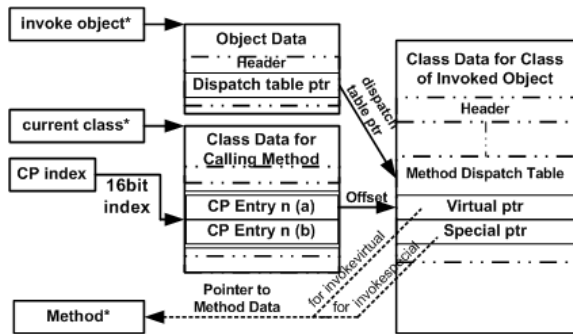 invoke object*
Object Data
Header
Dispatch table ptr
dispatch
table ptr
Class Data for Class
of Invoked Object
Header
Method Dispatch Table
current class*
Class Data for
Calling Method
CP index
16bit
index
CP Entry n (a)
CP Entry n (b)
Offset
Virtual ptr
Special ptr
for invokevirtual
for invokespecial
Pointer to
Method Data
Method*